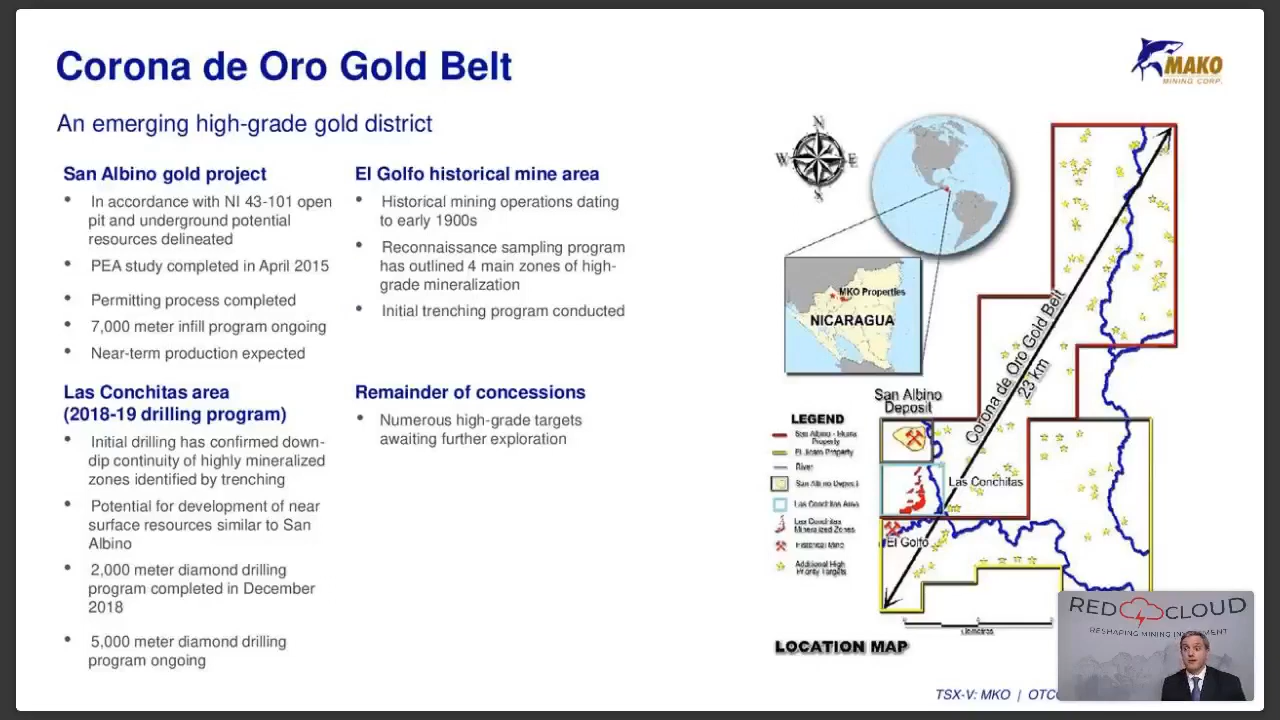 Corona de Oro Gold Belt
MAKO
MINING CORP.
An emerging high-grade gold district
San Albino gold project
• In accordance with NI 43-101 open
pit and underground potential
resources delineated
• PEA study completed in April 2015
• Permitting process completed
• 7,000 meter infill program ongoing
• Near-term production expected
Las Conchitas area
(2018-19 drilling program)
• Initial drilling has confirmed down-
dip continuity of highly mineralized
zones identified by trenching
• Potential for development of near
surface resources similar to San
Albino
• 2,000 meter diamond drilling
program completed in December
2018
• 5,000 meter diamond drilling
program ongoing
El Golfo historical mine area
• Historical mining operations dating
to early 1900s
• Reconnaissance sampling program
has outlined 4 main zones of high-
grade mineralization
• Initial trenching program conducted
Remainder of concessions
• Numerous high-grade targets
awaiting further exploration
N
W E
S
MKO Properties
NICARAGUA
Corona de Oro Gold Belt
23 km
San Albino
Deposit
Las Conchitas
El Golfo
LEGEND
San Albino - Murra
Property
El Jicaro Property
River
San Albino Deposit
Las Conchitas Area
Las Conchitas
Mineralized Zones
Historical Mine
Additional High
Priority Targets
LOCATION MAP
RED CLOUD
RESHAPING MINING INVESTMENT
TSX-V: MKO | OTC